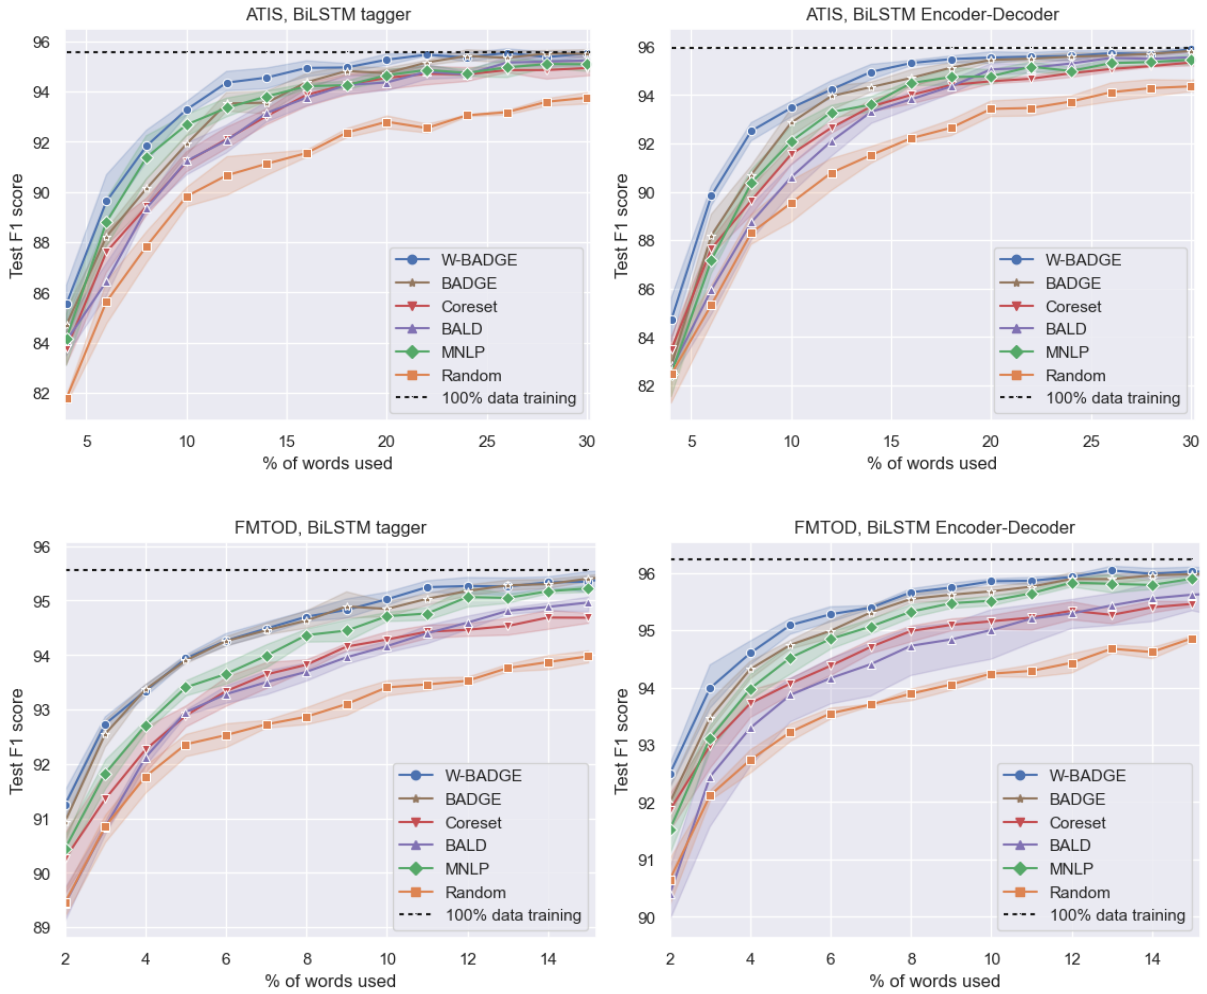 ATIS, BiLSTM tagger
96
94
92
90
88
86
84
82
Test F1 score
W-BADGE
BADGE
Coreset
BALD
MNLP
Random
100% data training
5
10
15
20
25
30
% of words used
ATIS, BiLSTM Encoder-Decoder
96
94
92
90
88
86
84
82
Test F1 score
W-BADGE
BADGE
Coreset
BALD
MNLP
Random
100% data training
5
10
15
20
25
30
% of words used
FMTOD, BiLSTM tagger
96
95
94
93
92
91
90
89
Test F1 score
W-BADGE
BADGE
Coreset
BALD
MNLP
Random
100% data training
2
4
6
8
10
12
14
% of words used
FMTOD, BiLSTM Encoder-Decoder
96
95
94
93
92
91
90
Test F1 score
W-BADGE
BADGE
Coreset
BALD
MNLP
Random
100% data training
2
4
6
8
10
12
14
% of words used